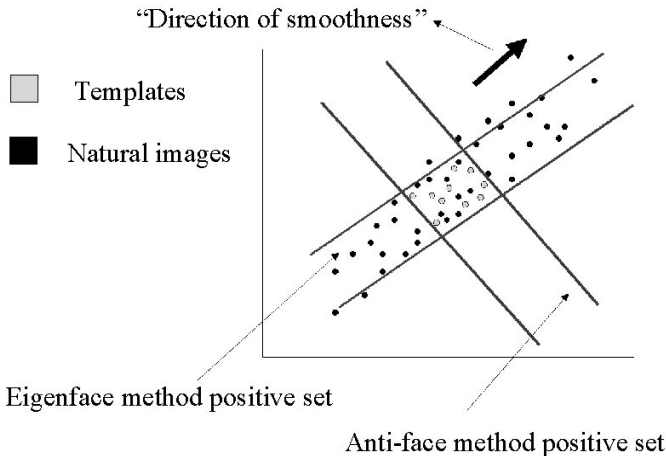 “Direction of smoothness”
Templates
Natural images
Eigenface method positive set
Anti-face method positive set